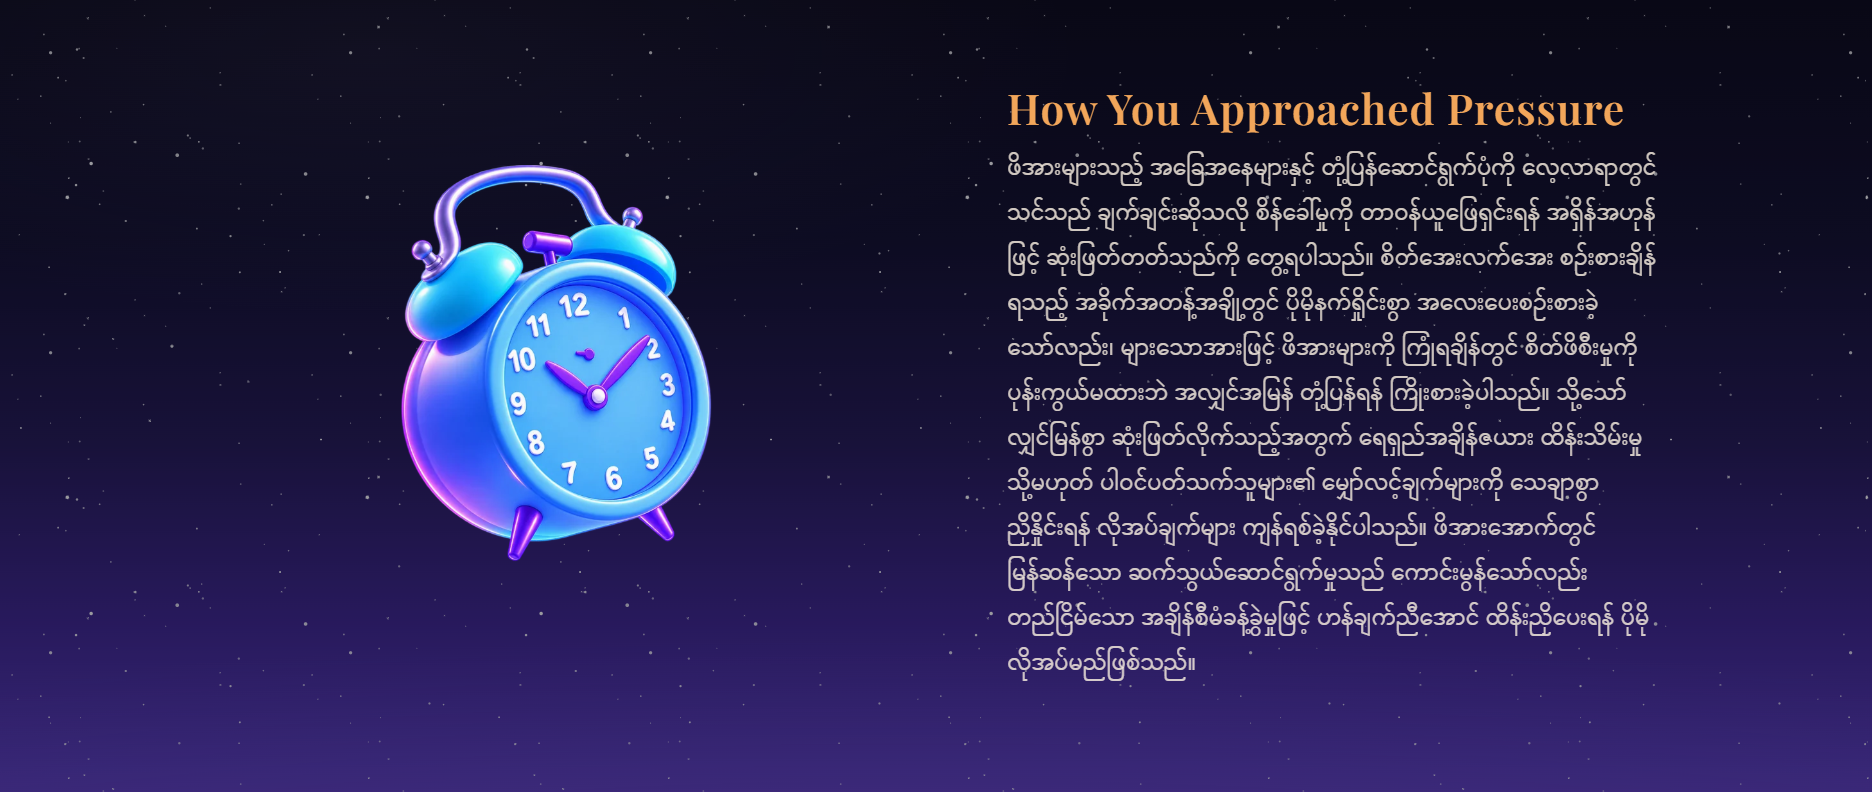 12
11
1
10
2
3
9
4
8
5
7
6
How You Approached Pressure
ဖိအားများသည့် အခြေအနေများနှင့် တုံ့ပြန်ဆောင်ရွက်ပုံကို လေ့လာရာတွင်
သင်သည် ချက်ချင်းဆိုသလို စိန်ခေါ်မှုကို တာဝန်ယူဖြေရှင်းရန် အရှိန်အဟုန်
ဖြင့် ဆုံးဖြတ်တတ်သည်ကို တွေ့ရပါသည်။ စိတ်အေးလက်အေး စဉ်းစားချိန်
ရသည့် အခိုက်အတန့်အချို့တွင် ပိုမိုနက်ရှိုင်းစွာ အလေးပေးစဉ်းစားခဲ့
သော်လည်း၊ များသောအားဖြင့် ဖိအားများကို ကြုံရချိန်တွင် စိတ်ဖိစီးမှုကို
ပုန်းကွယ်မထားဘဲ အလျှင်အမြန် တုံ့ပြန်ရန် ကြိုးစားခဲ့ပါသည်။ သို့သော်
လျှင်မြန်စွာ ဆုံးဖြတ်လိုက်သည့်အတွက် ရေရှည်အချိန်ဇယား ထိန်းသိမ်းမှု
သို့မဟုတ် ပါဝင်ပတ်သက်သူများ၏ မျှော်လင့်ချက်များကို သေချာစွာ
ညှိနှိုင်းရန် လိုအပ်ချက်များ ကျန်ရစ်ခဲ့နိုင်ပါသည်။ ဖိအားအောက်တွင်
မြန်ဆန်သော ဆက်သွယ်ဆောင်ရွက်မှုသည် ကောင်းမွန်သော်လည်း
တည်ငြိမ်သော အချိန်စီမံခန့်ခွဲမှုဖြင့် ဟန်ချက်ညီအောင် ထိန်းညှိပေးရန် ပိုမို
လိုအပ်မည်ဖြစ်သည်။